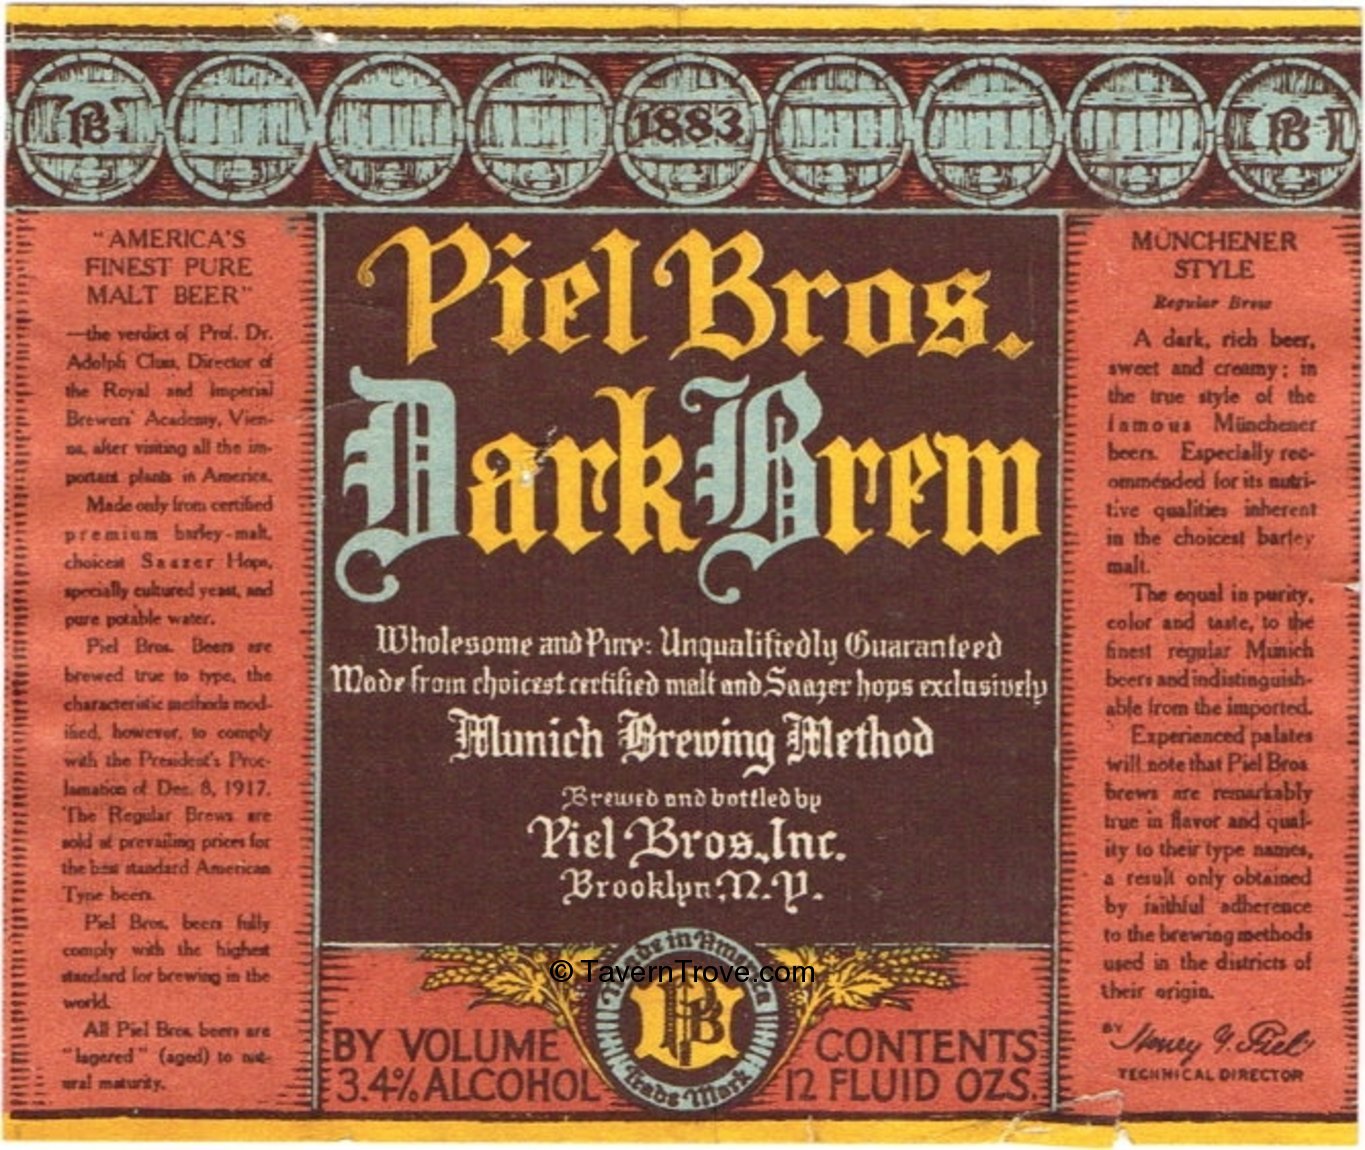 PB
1883
PB
"AMERICA'S
FINEST PURE
MALT BEER"
—the verdict of Prof. Dr.
Adolph Cluss, Director of
the Royal and Imperial
Brewers' Academy, Vien-
na, after visiting all the im-
portant plants in America.
Made only from certified
premium barley-malt,
choicest Saazer Hops,
specially cultured yeast, and
pure potable water.
Piel Bros. Beers are
brewed true to type, the
characteristic methods mod-
ified, however, to comply
with the President's Proc-
lamation of Dec. 8, 1917.
The Regular Brews are
sold at prevailing prices for
the best standard American
Type beers.
Piel Bros. beers fully
comply with the highest
standard for brewing in the
world.
All Piel Bros. beers are
"lagered" (aged) to nat-
ural maturity.
Piel Bros.
Dark Brew
Wholesome and Pure: Unqualifiedly Guaranteed
Made from choicest certified malt and Saazer hops exclusively
Munich Brewing Method
Brewed and bottled by
Piel Bros., Inc.
Brooklyn, N.Y.
Made in America
© TavernTrove.com
PB
Trade Mark
BY VOLUME
3.4% ALCOHOL
CONTENTS
12 FLUID OZS.
MÜNCHENER
STYLE
Regular Brew
A dark, rich beer,
sweet and creamy; in
the true style of the
famous Münchener
beers. Especially rec-
ommended for its nutri-
tive qualities inherent
in the choicest barley
malt.
The equal in purity,
color and taste, to the
finest regular Munich
beers and indistinguish-
able from the imported.
Experienced palates
will note that Piel Bros.
brews are remarkably
true in flavor and qual-
ity to their type names,
a result only obtained
by faithful adherence
to the brewing methods
used in the districts of
their origin.
BY Henry G. Piel
TECHNICAL DIRECTOR